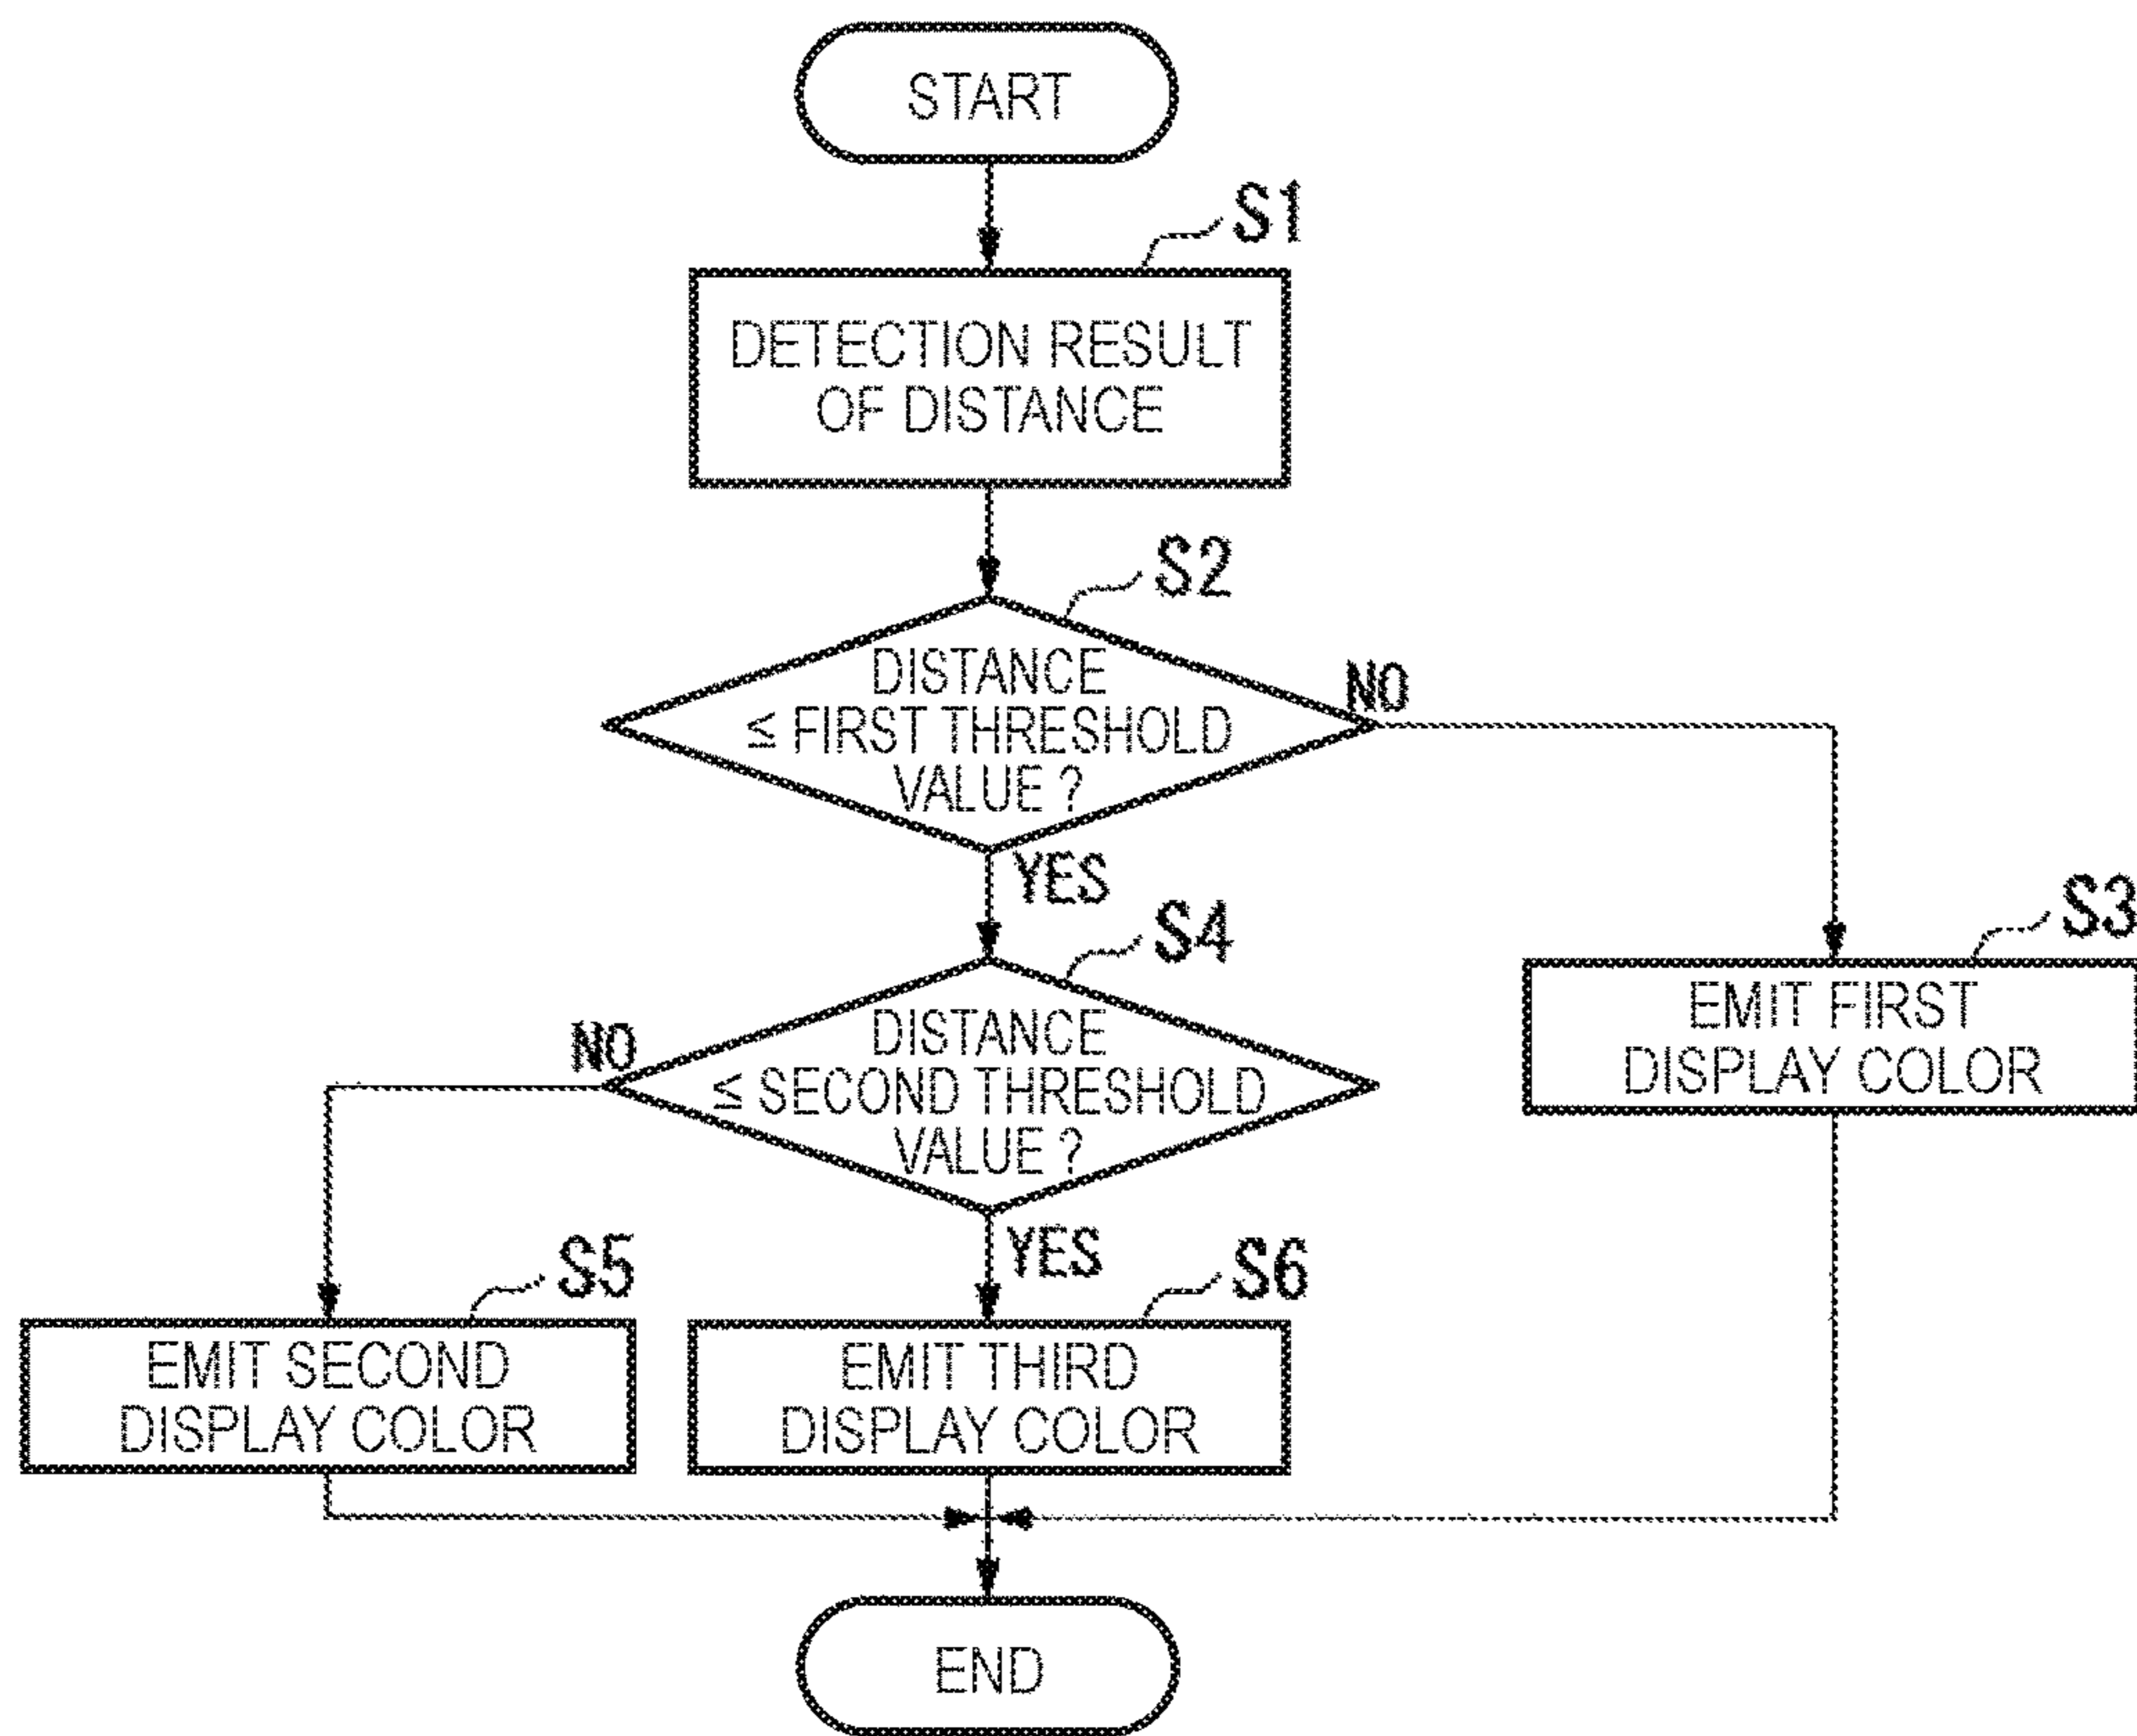 START
S1
DETECTION RESULT
OF DISTANCE
S2
DISTANCE
≦ FIRST THRESHOLD
VALUE ?
NO
YES
S3
EMIT FIRST
DISPLAY COLOR
S4
DISTANCE
≦ SECOND THRESHOLD
VALUE ?
NO
YES
S5
EMIT SECOND
DISPLAY COLOR
S6
EMIT THIRD
DISPLAY COLOR
END